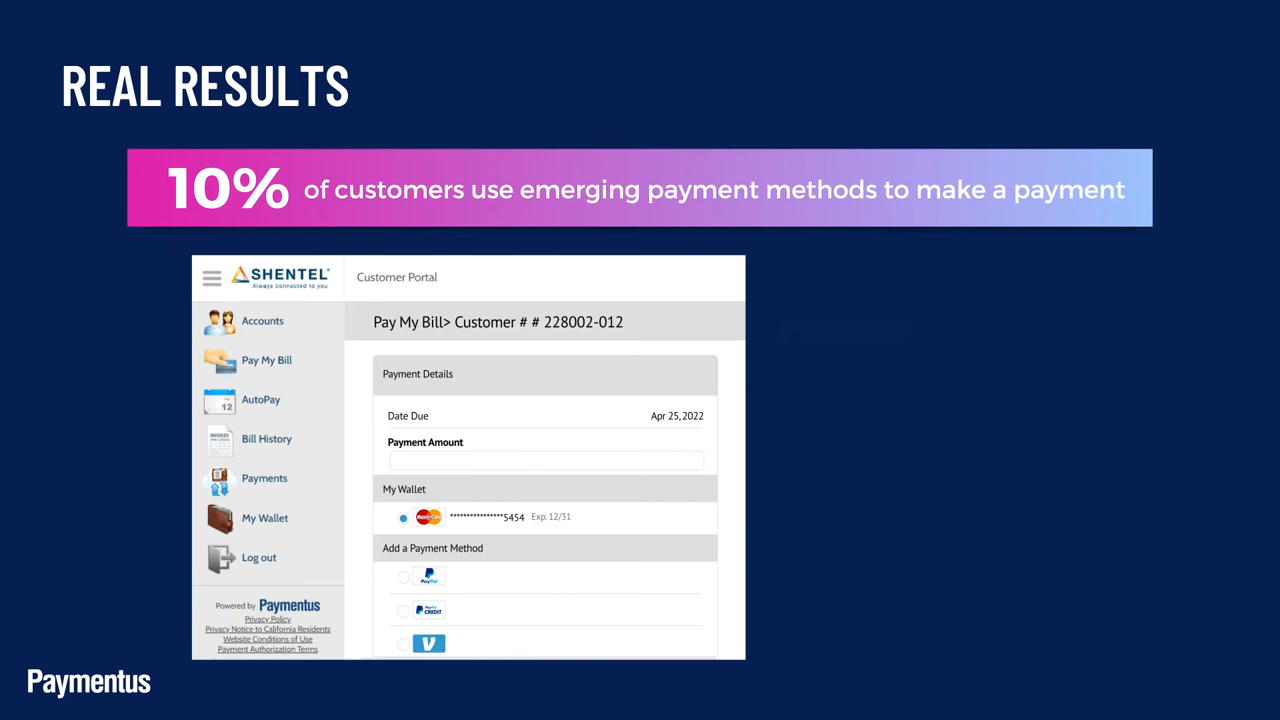 REAL RESULTS
10% of customers use emerging payment methods to make a payment
SHENTEL®
Always connected to you
Customer Portal
Accounts
Pay My Bill
AutoPay
12
Bill History
Payments
My Wallet
Log out
Powered by Paymentus
Privacy Policy
Privacy Notice to California Residents
Website Conditions of Use
Payment Authorization Terms
Pay My Bill> Customer # # 228002-012
Payment Details
Date Due Apr 25,2022
Payment Amount
My Wallet
MasterCard ****************5454 Exp. 12/31
Add a Payment Method
PayPal
PayPal CREDIT
V
Paymentus